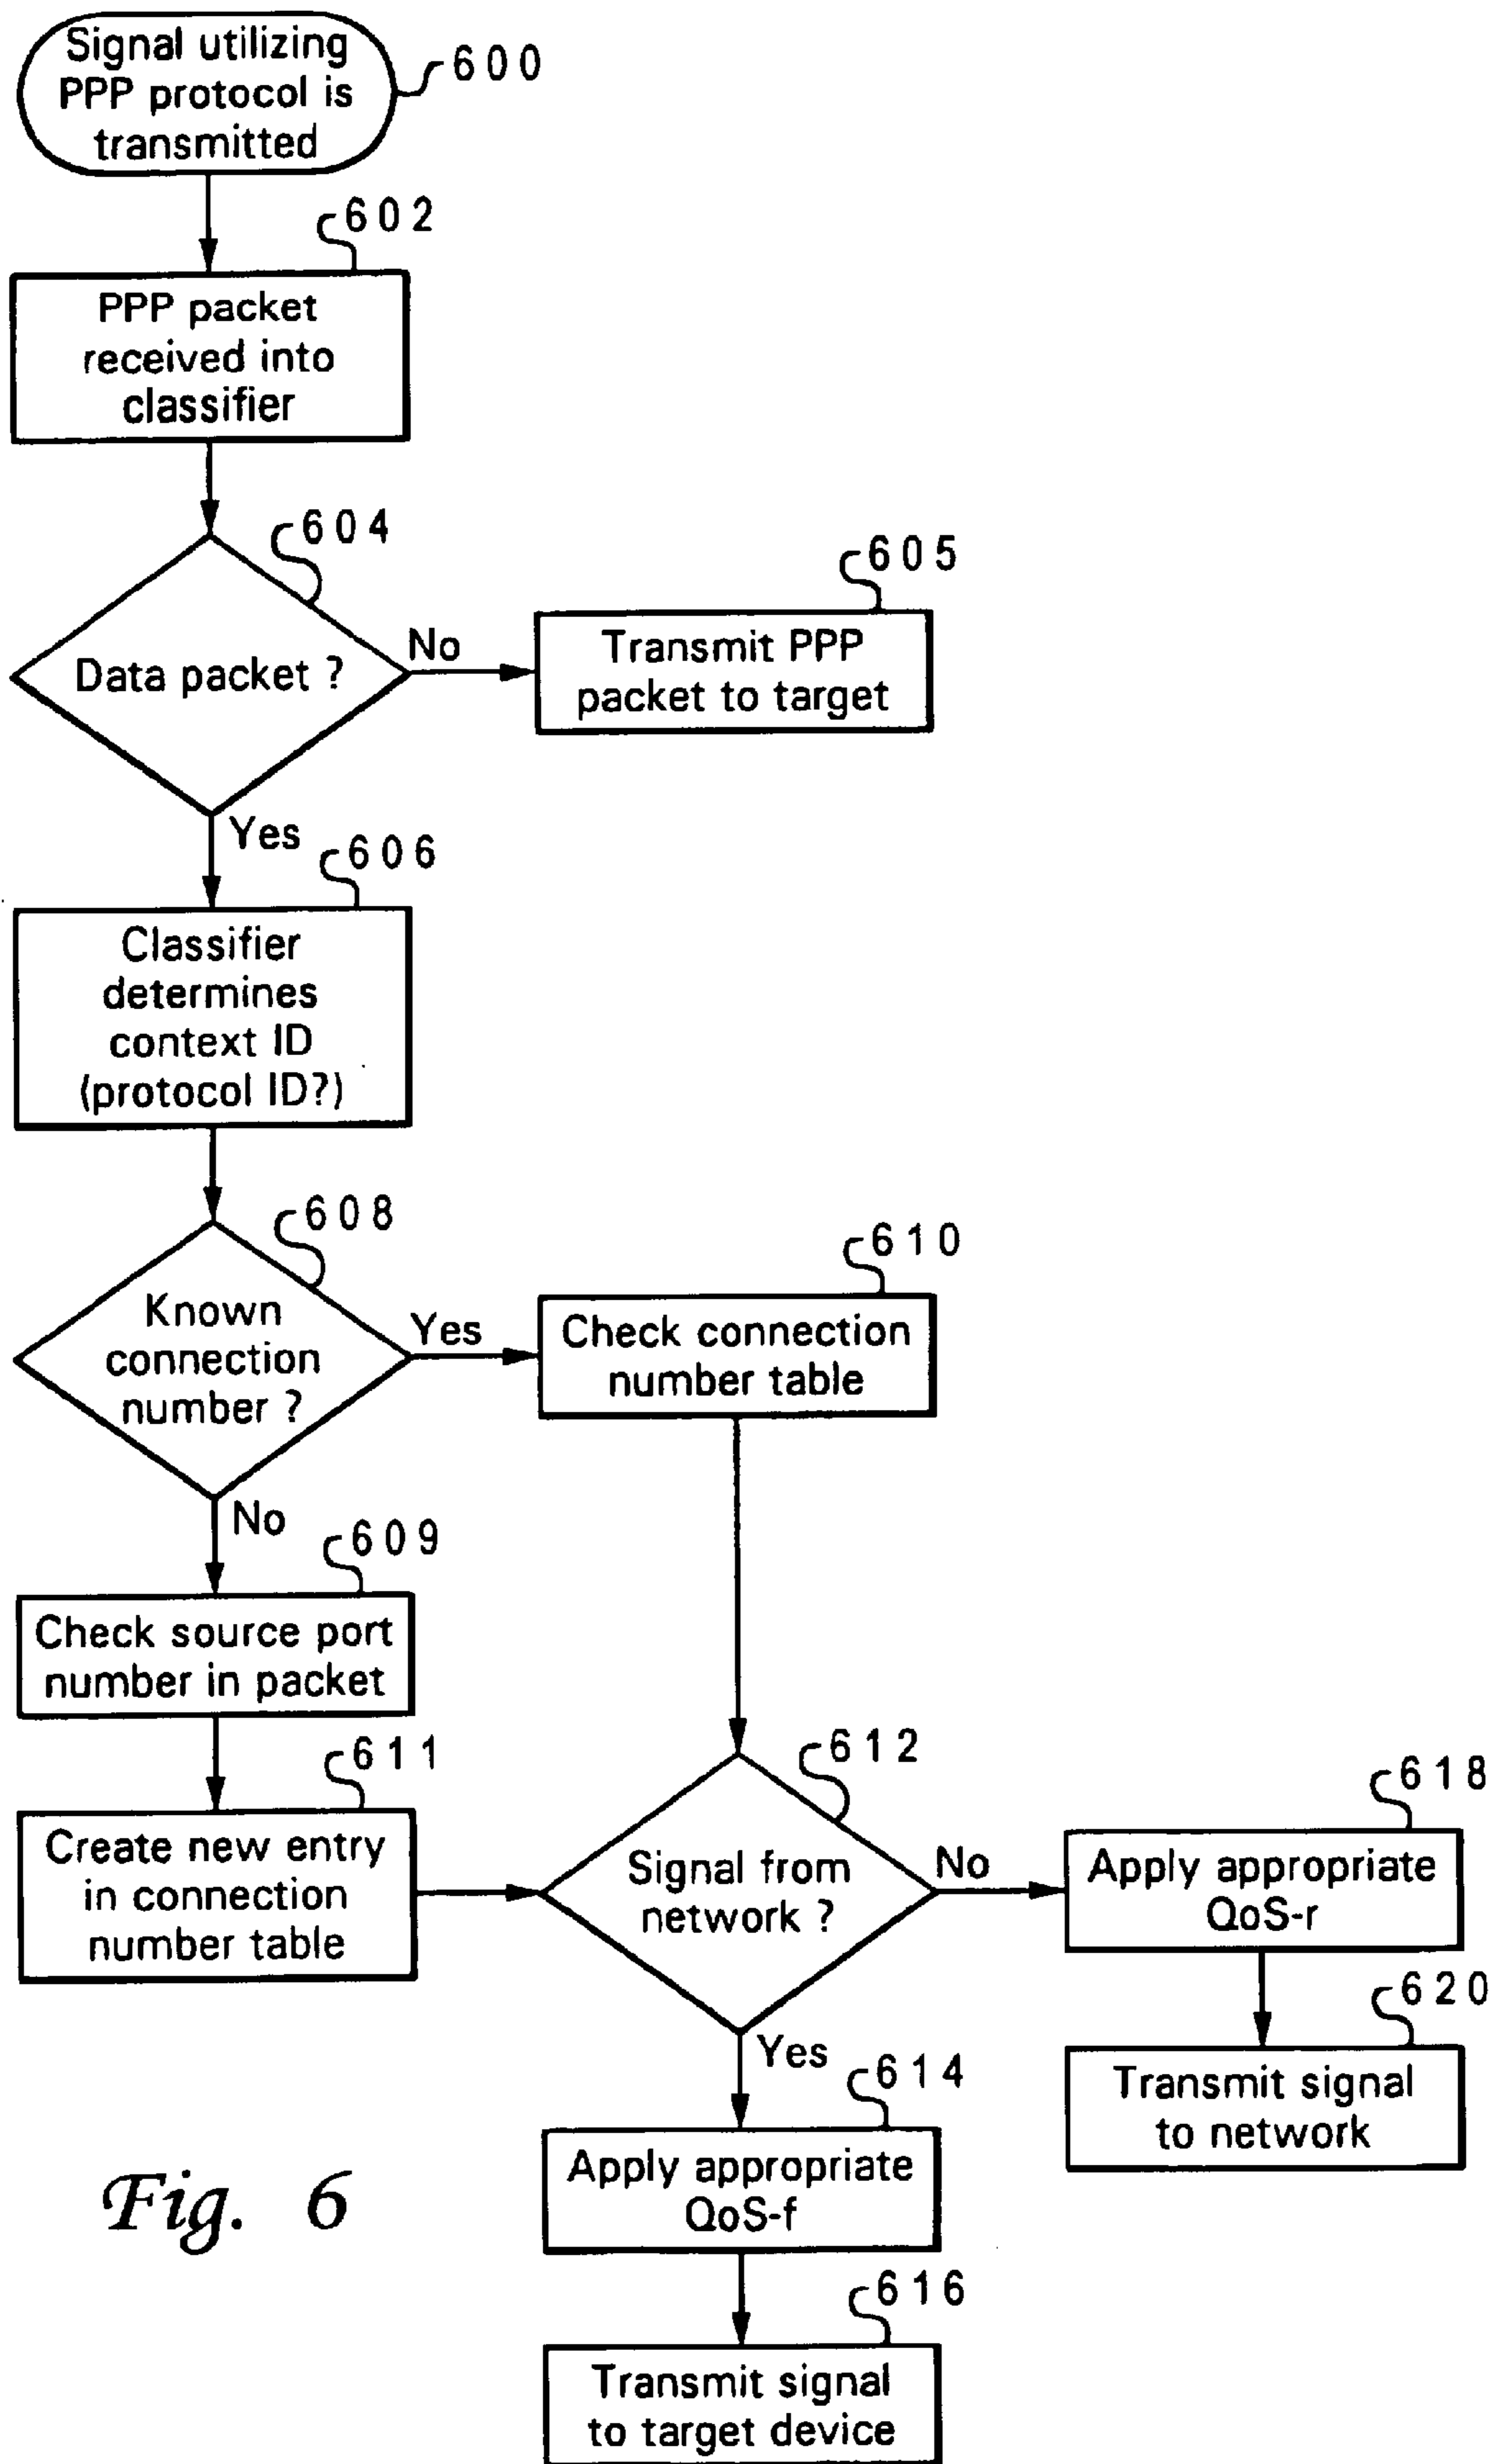 Signal utilizing
PPP protocol is
transmitted
600
602
PPP packet
received into
classifier
604
Data packet ?
No
605
Transmit PPP
packet to target
Yes
606
Classifier
determines
context ID
(protocol ID?)
608
Known
connection
number ?
Yes
610
Check connection
number table
No
609
Check source port
number in packet
611
Create new entry
in connection
number table
612
Signal from
network ?
No
618
Apply appropriate
QoS-r
620
Transmit signal
to network
Yes
614
Apply appropriate
QoS-f
616
Transmit signal
to target device
Fig. 6